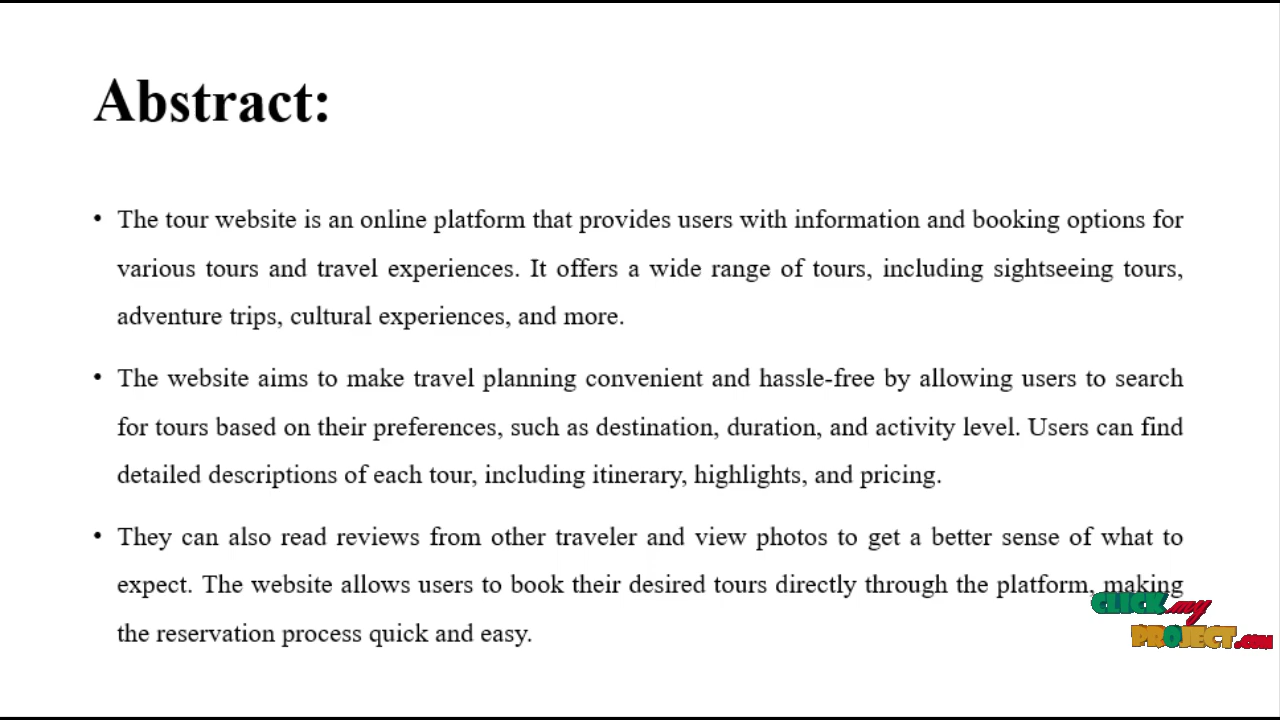 Abstract:
• The tour website is an online platform that provides users with information and booking options for
various tours and travel experiences. It offers a wide range of tours, including sightseeing tours,
adventure trips, cultural experiences, and more.
• The website aims to make travel planning convenient and hassle-free by allowing users to search
for tours based on their preferences, such as destination, duration, and activity level. Users can find
detailed descriptions of each tour, including itinerary, highlights, and pricing.
• They can also read reviews from other traveler and view photos to get a better sense of what to
expect. The website allows users to book their desired tours directly through the platform, making
the reservation process quick and easy.
CLICK my
PROJECT.com